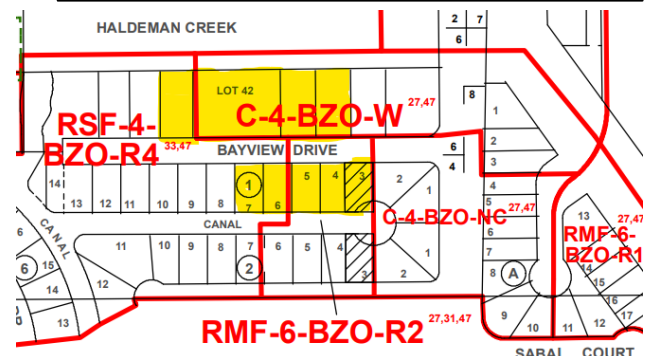 HALDEMAN CREEK
2 7
6
LOT 42
C-4-BZO-W 27,47
8
1
RSF-4-
BZO-R4 33,47
BAYVIEW DRIVE
6
4
2
3
14
13 12 11 10 9 8 7 6 5 4 3 2 1
1
C-4-BZO-NC 27,47
4
5
6
7
8
A
9 10 11 12
13
27,47
RMF-6-
BZO-R1
14
15
16
17
CANAL
CANAL
11 10 9 8 7 6 5 4 3 2 1
2
12
6
6
15
14
13
RMF-6-BZO-R2 27,31,47
SABAL COURT